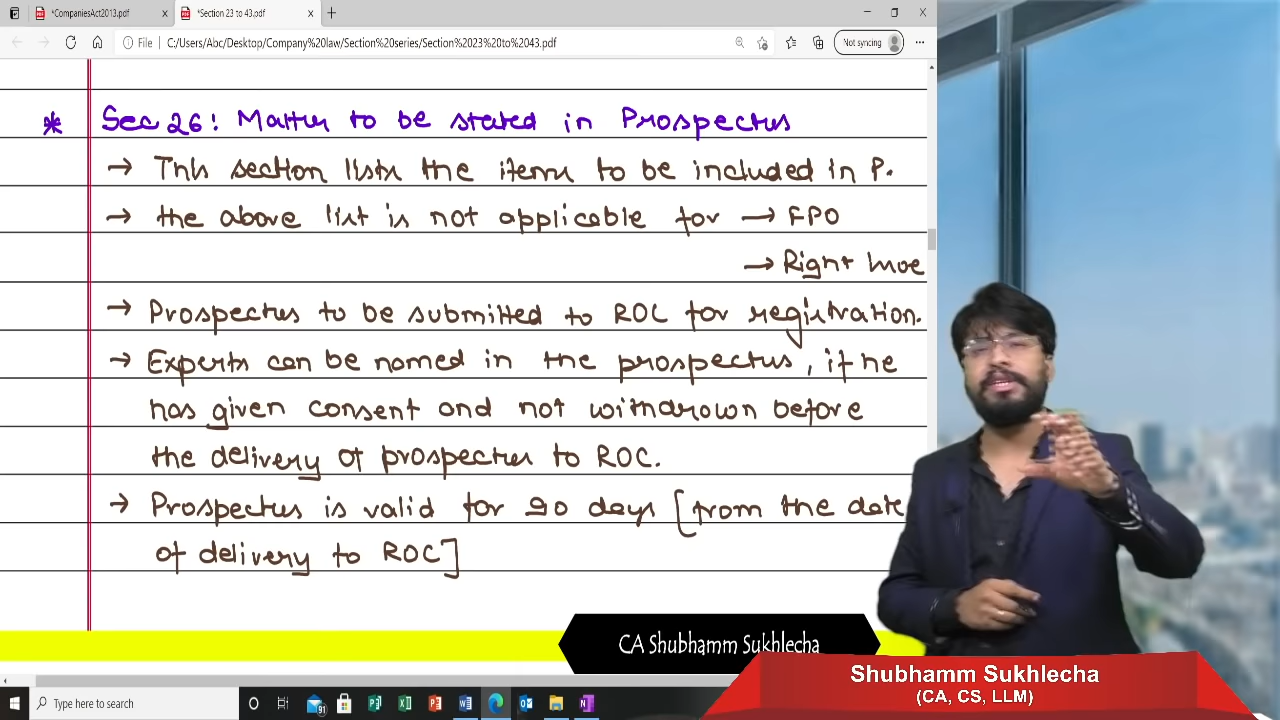 *CompaniesAct2013.pdf
*Section 23 to 43.pdf
File
C:/Users/Abc/Desktop/Company%20law/Section%20series/Section%2023%20to%2043.pdf
Not syncing
* Sec 26: Matter to be stated in Prospectus
→ This section lists the items to be included in P.
→ the above list is not applicable for → FPO
→ Right Issue
→ Prospectus to be submitted to ROC for registration.
→ Experts can be named in the prospectus, if he
has given consent and not withdrawn before
the delivery of prospectus to ROC.
→ Prospectus is valid for 90 days [from the date
of delivery to ROC]
CA Shubhamm Sukhlecha
Shubhamm Sukhlecha
(CA, CS, LLM)
Type here to search
91